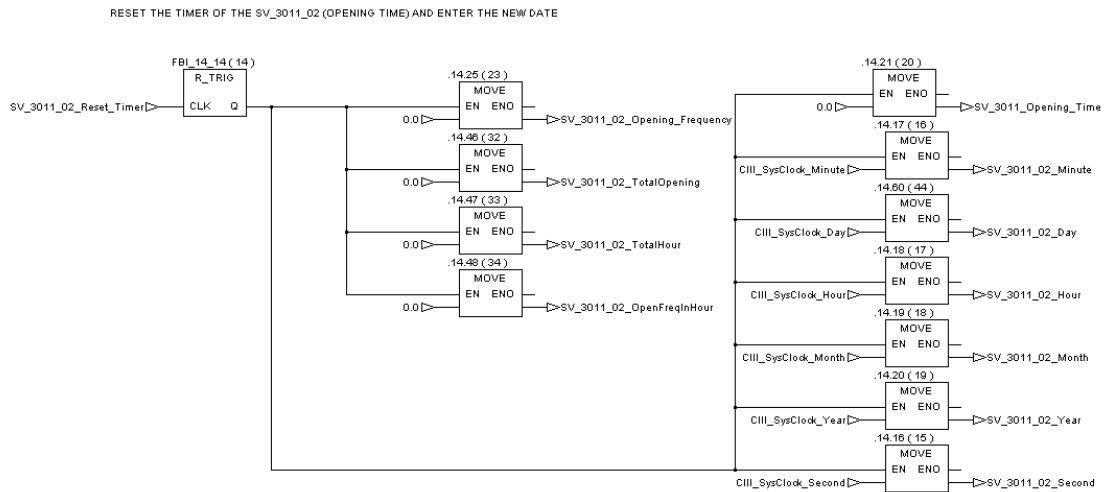 RESET THE TIMER OF THE SV_3011_02 (OPENING TIME) AND ENTER THE NEW DATE
FBI_14_14 (14)
R_TRIG
SV_3011_02_Reset_Timer
CLK Q
.14.25 (23)
MOVE
EN ENO
0.0
SV_3011_02_Opening_Frequency
.14.46 (32)
MOVE
EN ENO
0.0
SV_3011_02_TotalOpening
.14.47 (33)
MOVE
EN ENO
0.0
SV_3011_02_TotalHour
.14.48 (34)
MOVE
EN ENO
0.0
SV_3011_02_OpenFreqInHour
.14.21 (20)
MOVE
EN ENO
0.0
SV_3011_Opening_Time
.14.17 (16)
MOVE
EN ENO
CIII_SysClock_Minute
SV_3011_02_Minute
.14.60 (44)
MOVE
EN ENO
CIII_SysClock_Day
SV_3011_02_Day
.14.18 (17)
MOVE
EN ENO
CIII_SysClock_Hour
SV_3011_02_Hour
.14.19 (18)
MOVE
EN ENO
CIII_SysClock_Month
SV_3011_02_Month
.14.20 (19)
MOVE
EN ENO
CIII_SysClock_Year
SV_3011_02_Year
.14.16 (15)
MOVE
EN ENO
CIII_SysClock_Second
SV_3011_02_Second